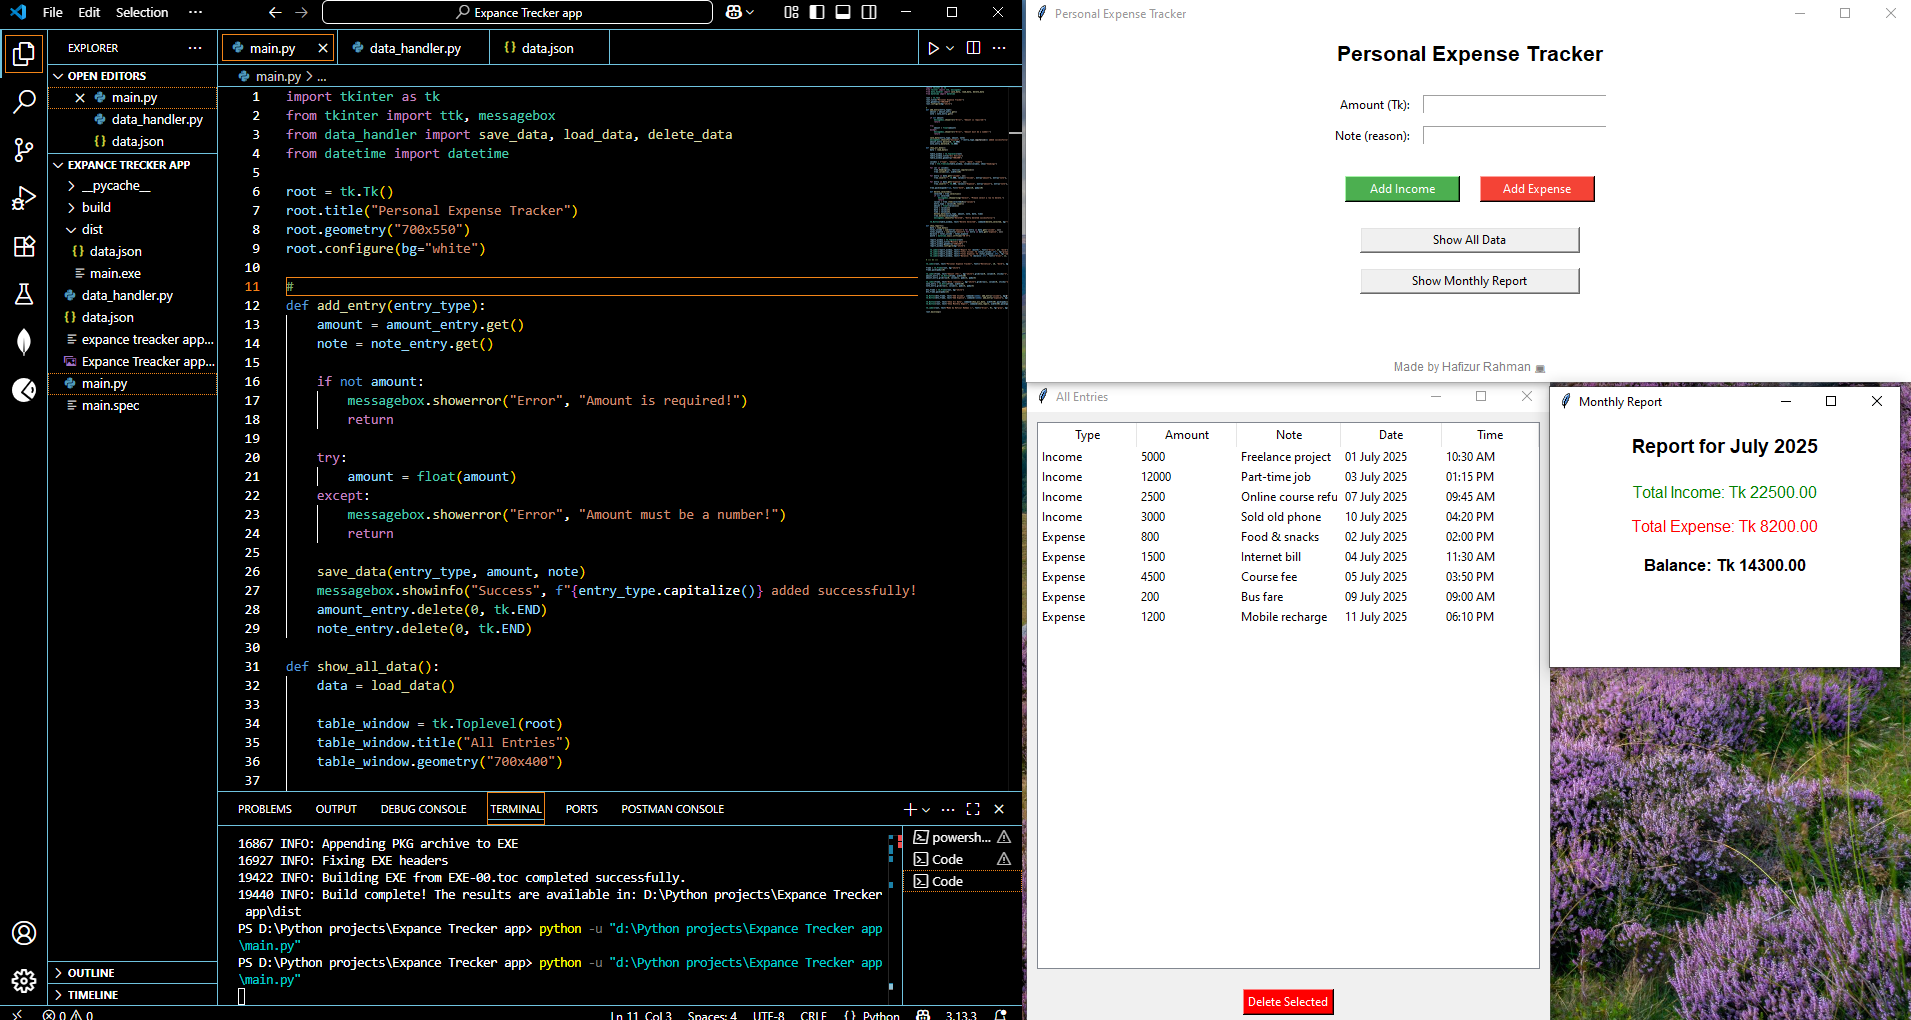 File Edit Selection ···
Expance Trecker app
EXPLORER ···
OPEN EDITORS
main.py
data_handler.py
data.json
EXPANCE TRECKER APP
__pycache__
build
dist
data.json
main.exe
data_handler.py
data.json
expance treacker app...
Expance Treacker app...
main.py
main.spec
OUTLINE
TIMELINE
main.py
data_handler.py
data.json
main.py > ...
1 import tkinter as tk
2 from tkinter import ttk, messagebox
3 from data_handler import save_data, load_data, delete_data
4 from datetime import datetime
5
6 root = tk.Tk()
7 root.title("Personal Expense Tracker")
8 root.geometry("700x550")
9 root.configure(bg="white")
10
11 #
12 def add_entry(entry_type):
13 amount = amount_entry.get()
14 note = note_entry.get()
15
16 if not amount:
17 messagebox.showerror("Error", "Amount is required!")
18 return
19
20 try:
21 amount = float(amount)
22 except:
23 messagebox.showerror("Error", "Amount must be a number!")
24 return
25
26 save_data(entry_type, amount, note)
27 messagebox.showinfo("Success", f"{entry_type.capitalize()} added successfully!
28 amount_entry.delete(0, tk.END)
29 note_entry.delete(0, tk.END)
30
31 def show_all_data():
32 data = load_data()
33
34 table_window = tk.Toplevel(root)
35 table_window.title("All Entries")
36 table_window.geometry("700x400")
37
PROBLEMS OUTPUT DEBUG CONSOLE TERMINAL PORTS POSTMAN CONSOLE
16867 INFO: Appending PKG archive to EXE
16927 INFO: Fixing EXE headers
19422 INFO: Building EXE from EXE-00.toc completed successfully.
19440 INFO: Build complete! The results are available in: D:\Python projects\Expance Trecker
app\dist
PS D:\Python projects\Expance Trecker app> python -u "d:\Python projects\Expance Trecker app
\main.py"
PS D:\Python projects\Expance Trecker app> python -u "d:\Python projects\Expance Trecker app
\main.py"
powersh...
Code
Code
0 0
Ln 11, Col 3 Spaces: 4 UTF-8 CRLF {} Python 3.13.3
Personal Expense Tracker
Personal Expense Tracker
Amount (Tk):
Note (reason):
Add Income Add Expense
Show All Data
Show Monthly Report
Made by Hafizur Rahman
All Entries
Type Amount Note Date Time
Income 5000 Freelance project 01 July 2025 10:30 AM
Income 12000 Part-time job 03 July 2025 01:15 PM
Income 2500 Online course refu 07 July 2025 09:45 AM
Income 3000 Sold old phone 10 July 2025 04:20 PM
Expense 800 Food & snacks 02 July 2025 02:00 PM
Expense 1500 Internet bill 04 July 2025 11:30 AM
Expense 4500 Course fee 05 July 2025 03:50 PM
Expense 200 Bus fare 09 July 2025 09:00 AM
Expense 1200 Mobile recharge 11 July 2025 06:10 PM
Delete Selected
Monthly Report
Report for July 2025
Total Income: Tk 22500.00
Total Expense: Tk 8200.00
Balance: Tk 14300.00